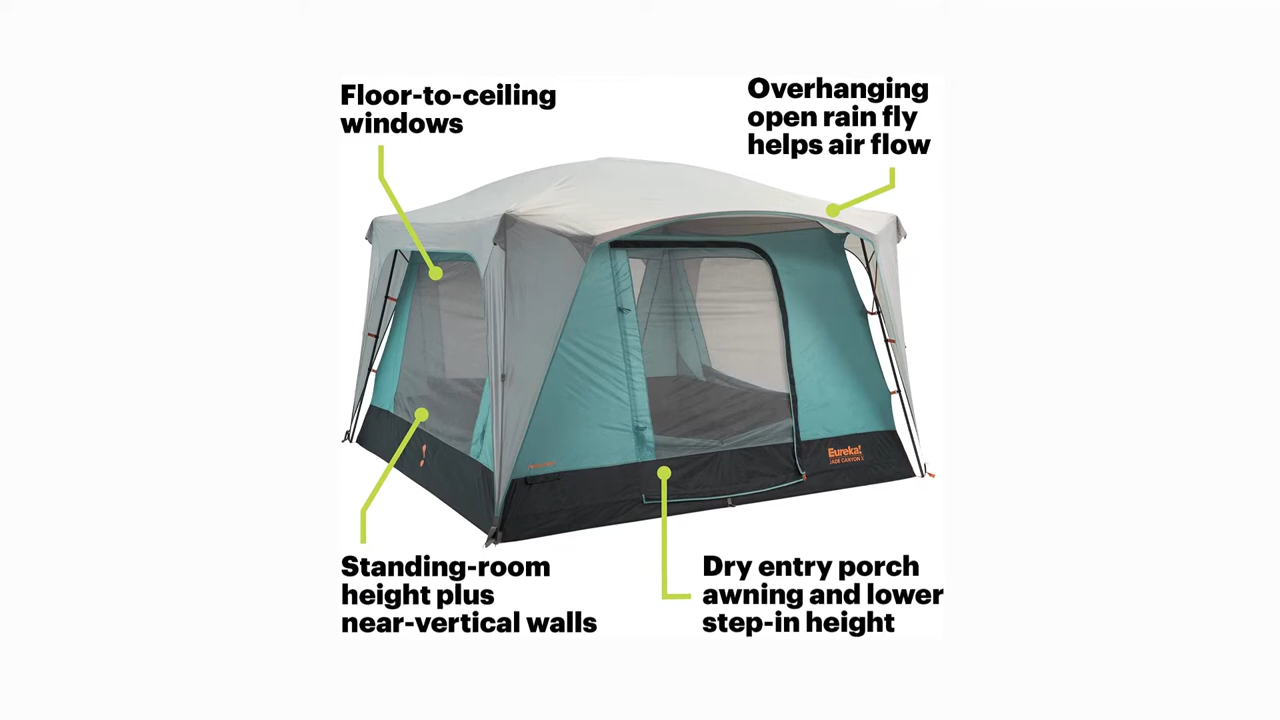 Floor-to-ceiling
windows
Overhanging
open rain fly
helps air flow
Eureka!
JADE CANYON X
Standing-room
height plus
near-vertical walls
Dry entry porch
awning and lower
step-in height